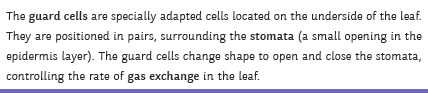 The guard cells are specially adapted cells located on the underside of the leaf.
They are positioned in pairs, surrounding the stomata (a small opening in the
epidermis layer). The guard cells change shape to open and close the stomata,
controlling the rate of gas exchange in the leaf.